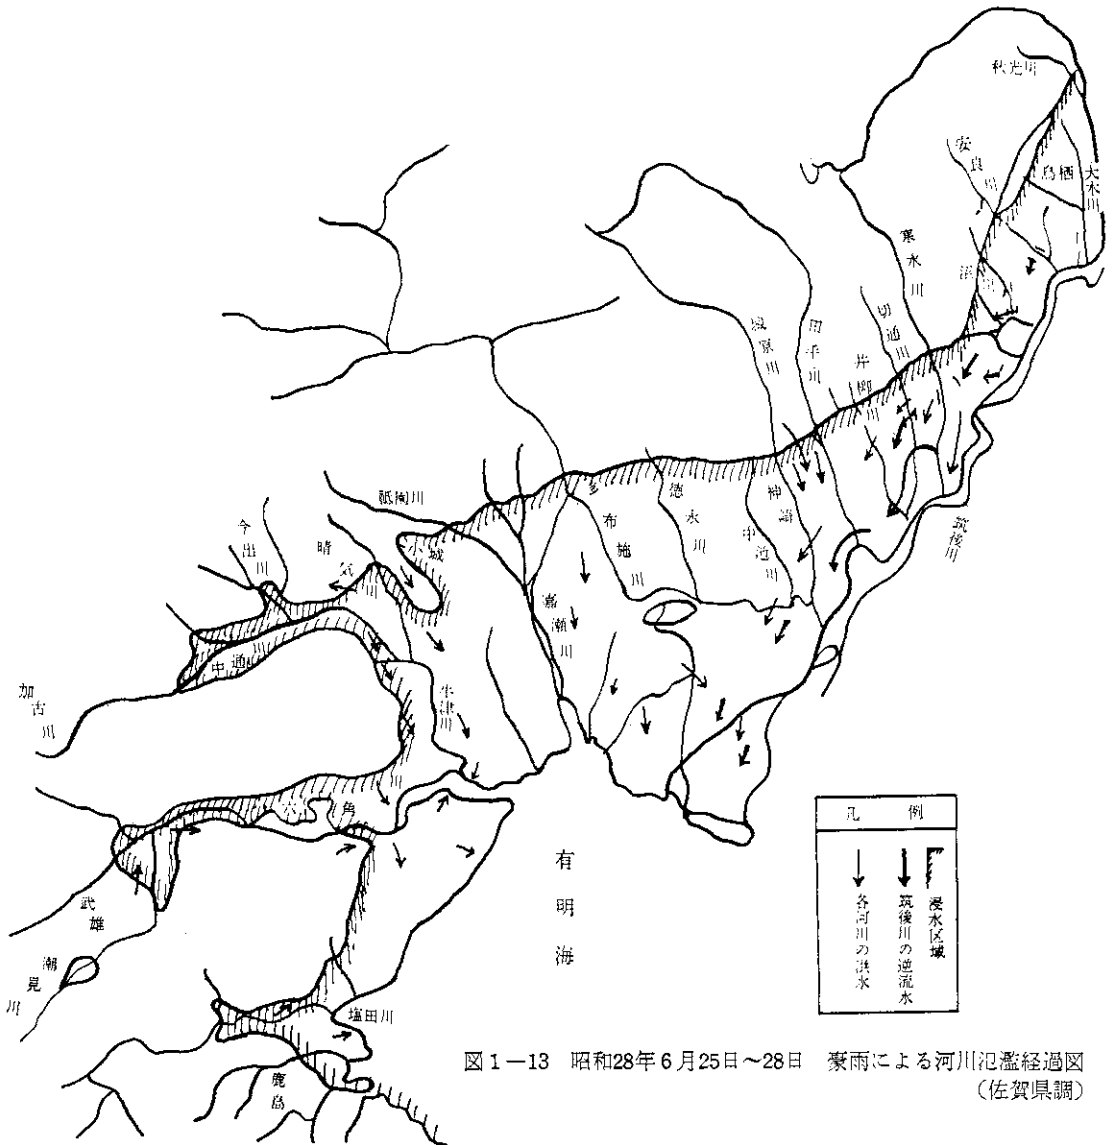 秋光川
安良川
鳥栖
大木川
寒水川
切通川
井柳川
田手川
城原川
筑後川
祇園川
小城
晴気川
今出川
中通川
加古川
牛津川
嘉瀬川
布施川
徳永川
中地川
神埼
六角川
武雄
潮見川
塩田川
鹿島
有明海
凡例
各河川の洪水
筑後川の逆流水
浸水区域
図1-13 昭和28年6月25日~28日 豪雨による河川氾濫経過図
(佐賀県調)